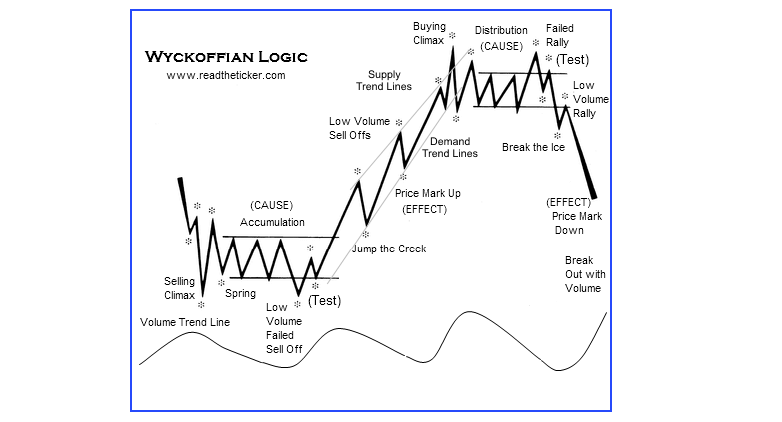 WYCKOFFIAN LOGIC
www.readtheticker.com
Buying
Climax
Distribution
(CAUSE)
Failed
Rally
(Test)
Supply
Trend Lines
Low
Volume
Rally
Low Volume
Sell Offs
Demand
Trend Lines
Break the Ice
Price Mark Up
(EFFECT)
(CAUSE)
Accumulation
(EFFECT)
Price Mark
Down
Jump the Creek
Break
Out with
Volume
Selling
Climax
Spring
(Test)
Low
Volume
Failed
Sell Off
Volume Trend Line